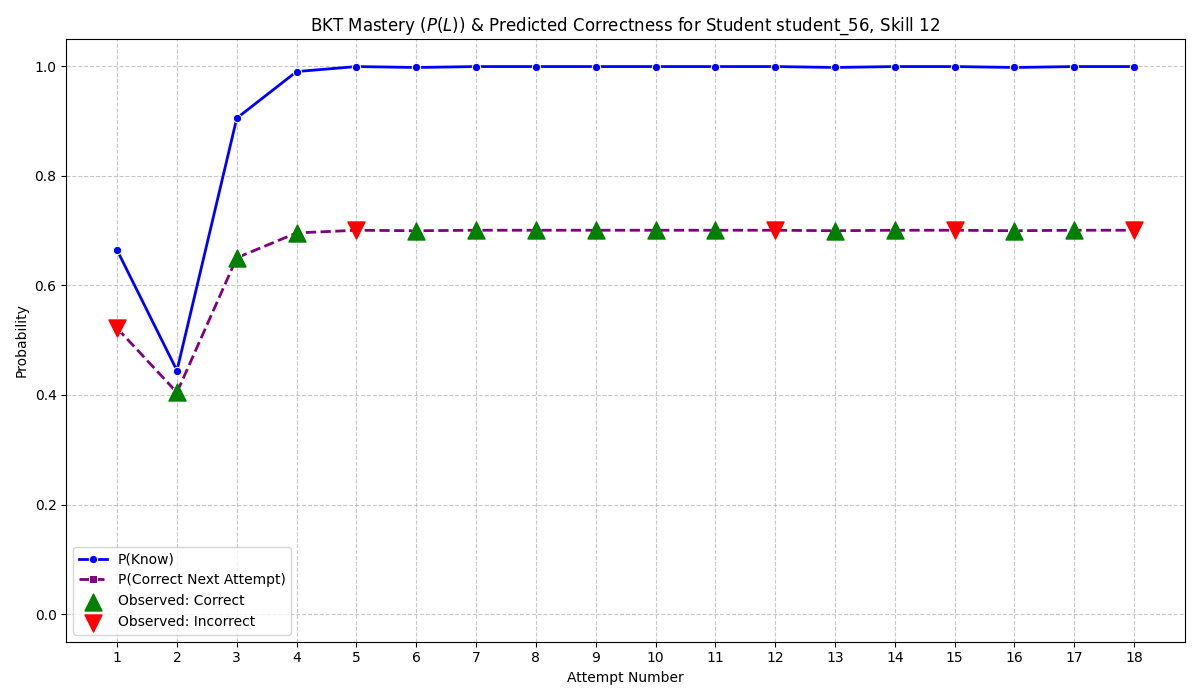 BKT Mastery (P(L)) & Predicted Correctness for Student student_56, Skill 12
Probability
1.0
0.8
0.6
0.4
0.2
0.0
P(Know)
P(Correct Next Attempt)
Observed: Correct
Observed: Incorrect
1 2 3 4 5 6 7 8 9 10 11 12 13 14 15 16 17 18
Attempt Number